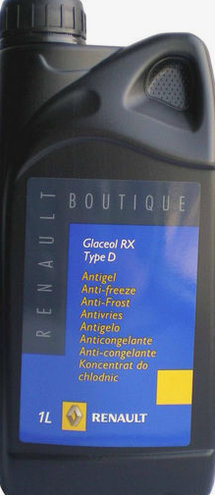 RENAULT
BOUTIQUE
Glaceol RX
Type D
Antigel
Anti-freeze
Anti-Frost
Antivries
Antigelo
Anticongelante
Anti-congelante
Koncentrat do
chlodnic
1L
RENAULT